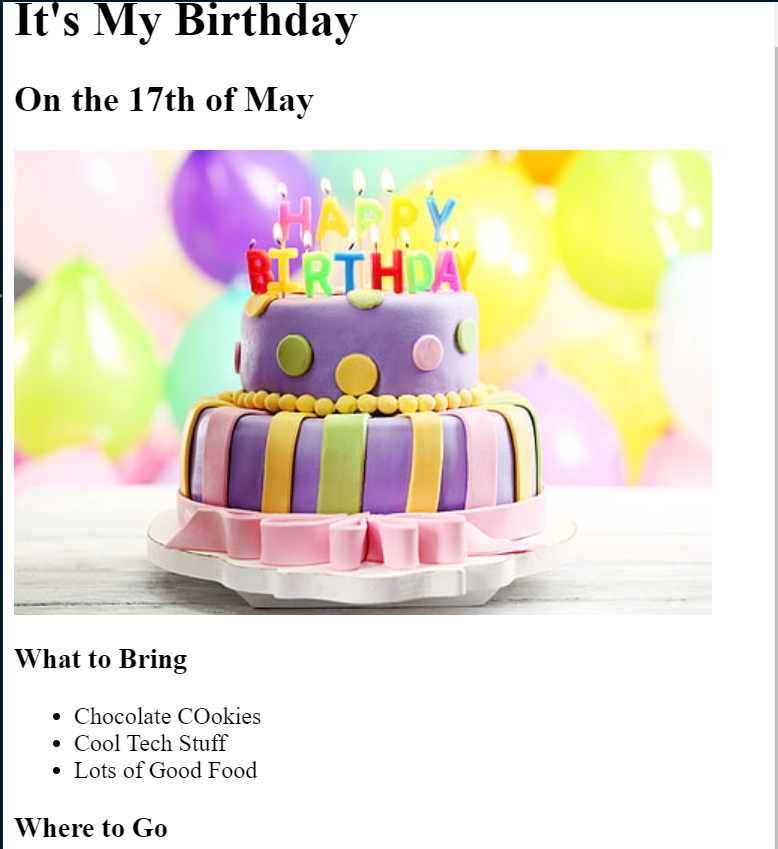 It's My Birthday
On the 17th of May
HAPPY
BIRTHDAY
What to Bring
Chocolate COokies
Cool Tech Stuff
Lots of Good Food
Where to Go